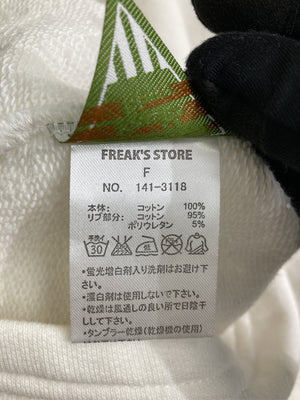 FREAK'S STORE
F
NO. 141-3118
本体: コットン 100%
リブ部分: コットン 95%
ポリウレタン 5%
手洗イ
30
・蛍光増白剤入り洗剤はお避け下さい。
・漂白剤は使用しないで下さい。
・乾燥は風通しの良い所で日陰干しして下さい。
・タンブラー乾燥(乾燥機の使用)